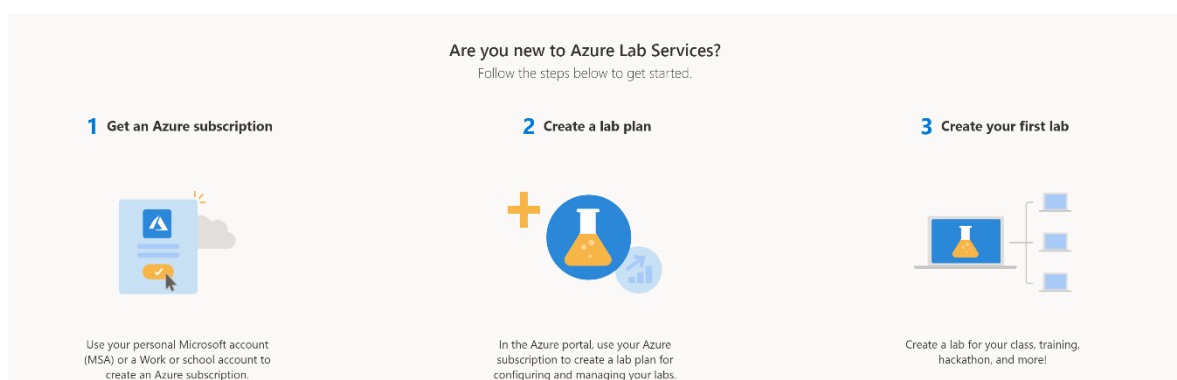 Are you new to Azure Lab Services?
Follow the steps below to get started.
1 Get an Azure subscription
Use your personal Microsoft account
(MSA) or a Work or school account to
create an Azure subscription.
2 Create a lab plan
In the Azure portal, use your Azure
subscription to create a lab plan for
configuring and managing your labs.
3 Create your first lab
Create a lab for your class, training,
hackathon, and more!